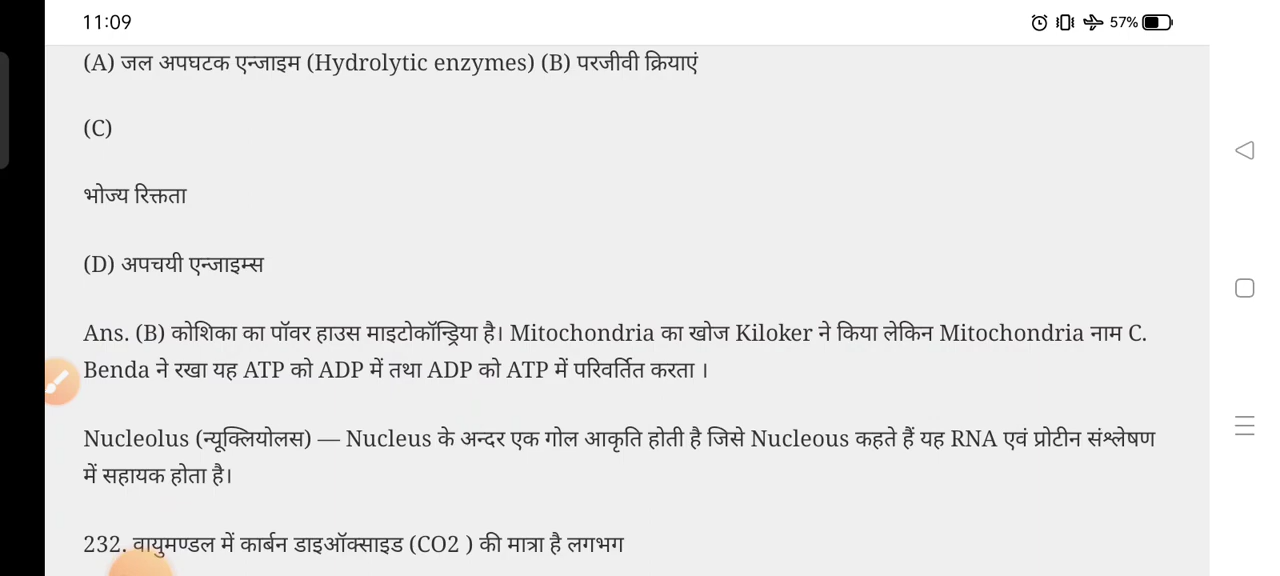 11:09
57%
(A) जल अपघटक एन्जाइम (Hydrolytic enzymes) (B) परजीवी क्रियाएं
(C)
भोज्य रिक्तता
(D) अपचयी एन्जाइम्स
Ans. (B) कोशिका का पॉवर हाउस माइटोकॉन्ड्रिया है। Mitochondria का खोज Kiloker ने किया लेकिन Mitochondria नाम C.
Benda ने रखा यह ATP को ADP में तथा ADP को ATP में परिवर्तित करता ।
Nucleolus (न्यूक्लियोलस) — Nucleus के अन्दर एक गोल आकृति होती है जिसे Nucleous कहते हैं यह RNA एवं प्रोटीन संश्लेषण
में सहायक होता है।
232. वायुमण्डल में कार्बन डाइऑक्साइड (CO2 ) की मात्रा है लगभग